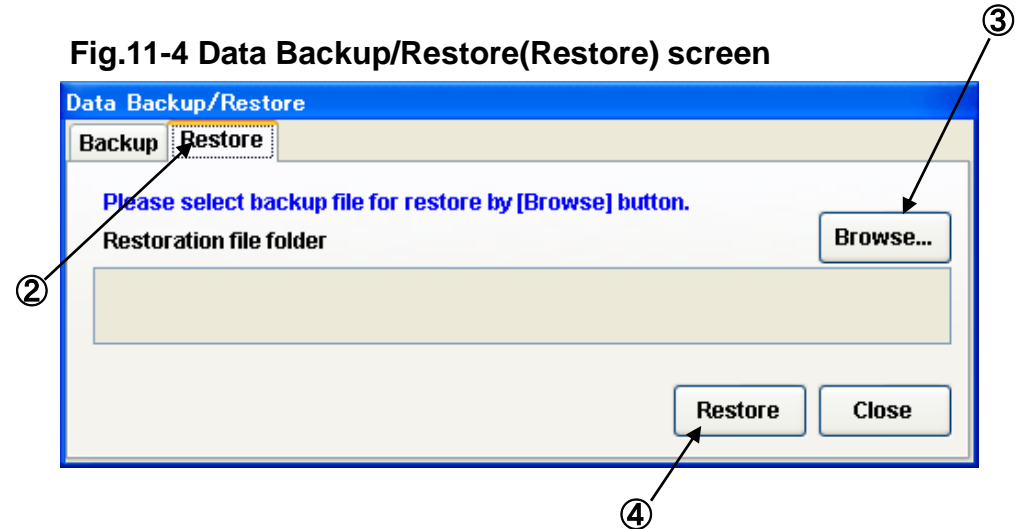 ③
Fig.11-4 Data Backup/Restore(Restore) screen
Data Backup/Restore
Backup Restore
Please select backup file for restore by [Browse] button.
Restoration file folder
Browse...
②
Restore Close
④